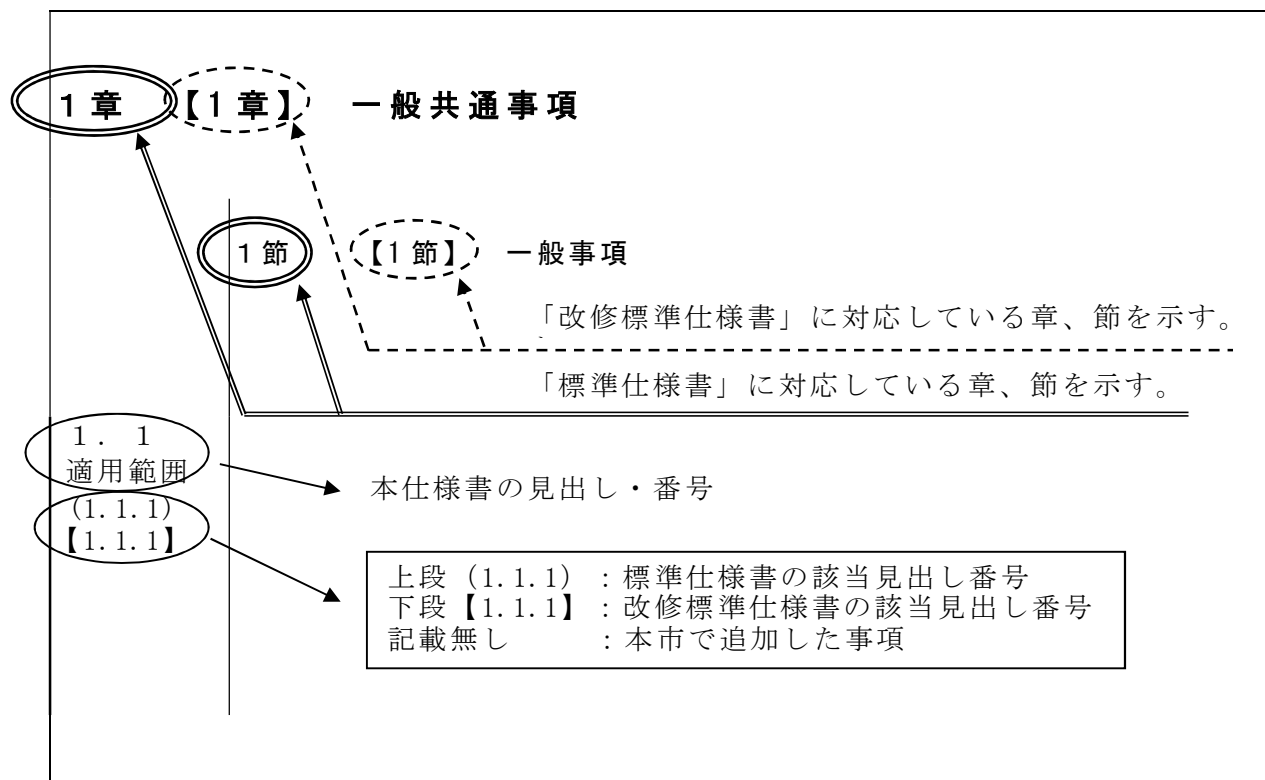 １章 【１章】 一般共通事項
１節 【１節】 一般事項
「改修標準仕様書」に対応している章、節を示す。
「標準仕様書」に対応している章、節を示す。
１．１
適用範囲
本仕様書の見出し・番号
(1.1.1)
【1.1.1】
上段（1.1.1）：標準仕様書の該当見出し番号
下段【1.1.1】：改修標準仕様書の該当見出し番号
記載無し ：本市で追加した事項